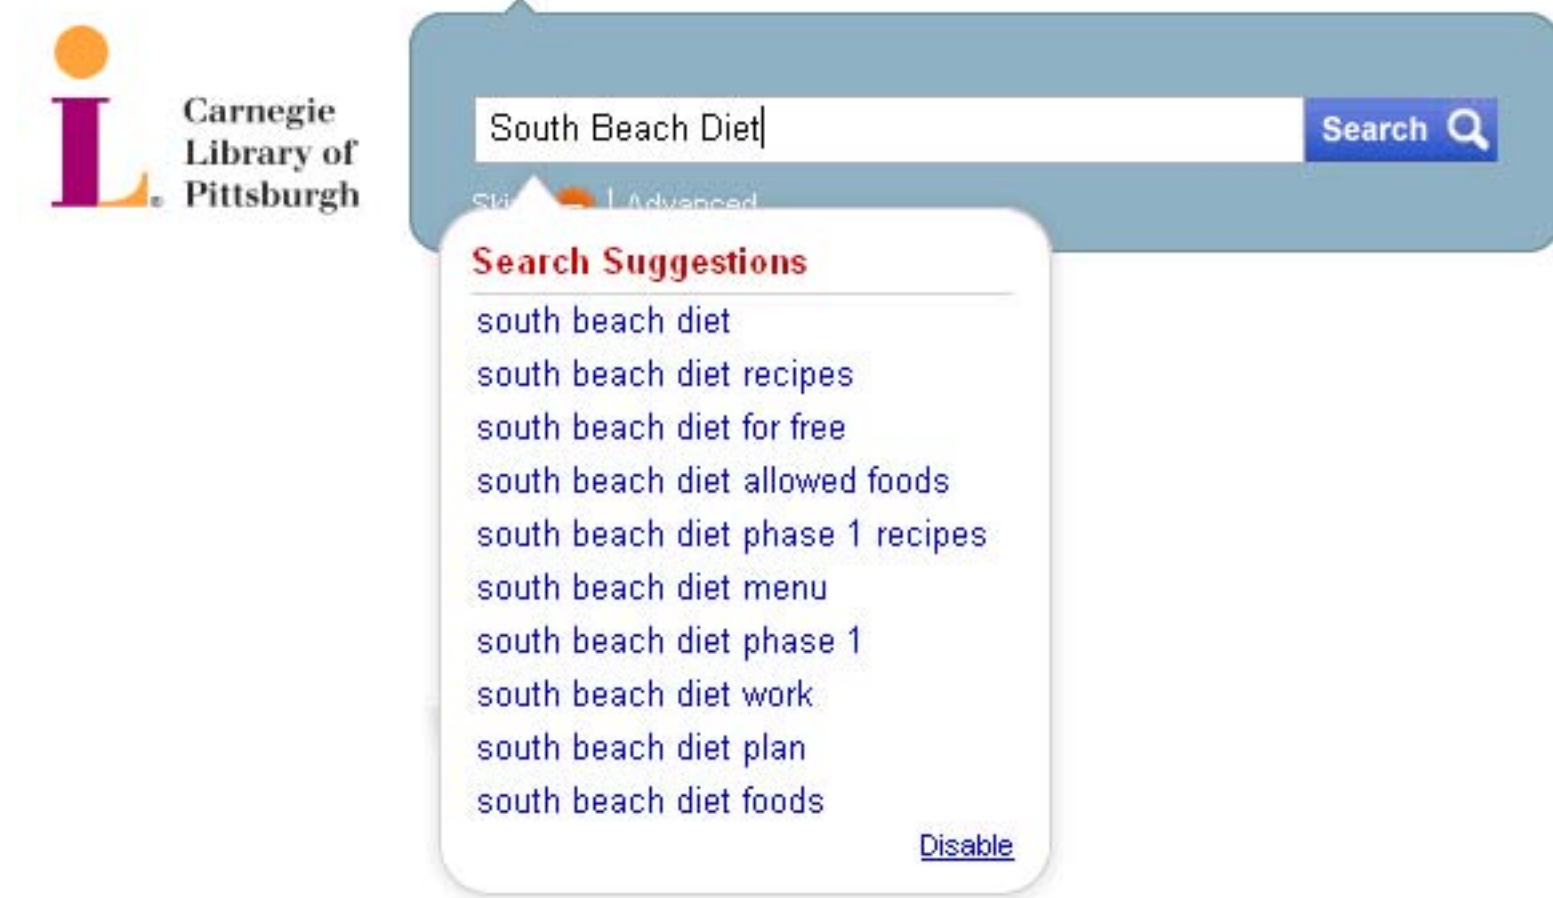 Carnegie
Library of
Pittsburgh
South Beach Diet
Search
| Advanced
Search Suggestions
south beach diet
south beach diet recipes
south beach diet for free
south beach diet allowed foods
south beach diet phase 1 recipes
south beach diet menu
south beach diet phase 1
south beach diet work
south beach diet plan
south beach diet foods
Disable